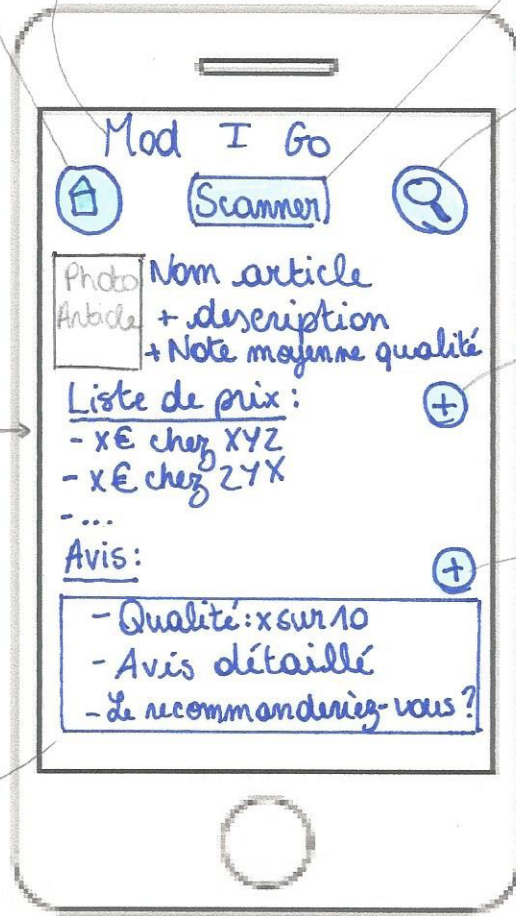 Mod I Go
Scanner
Photo
Article
Nom article
+ description
+ Note moyenne qualité
Liste de prix :
+
- x€ chez XYZ
- x€ chez ZYX
- ...
Avis :
+
- Qualité : x sur 10
- Avis détaillé
- Le recommanderiez-vous ?